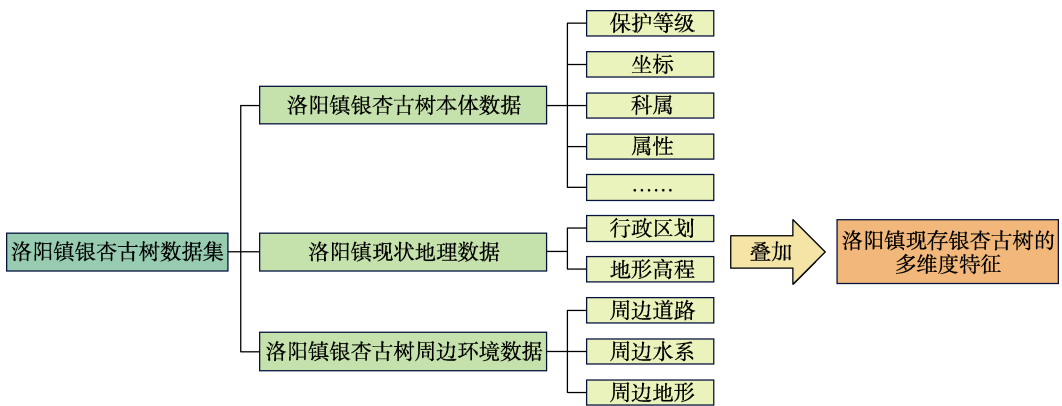 洛阳镇银杏古树数据集
洛阳镇银杏古树本体数据
保护等级
坐标
科属
属性
……
洛阳镇现状地理数据
行政区划
地形高程
洛阳镇银杏古树周边环境数据
周边道路
周边水系
周边地形
叠加
洛阳镇现存银杏古树的
多维度特征